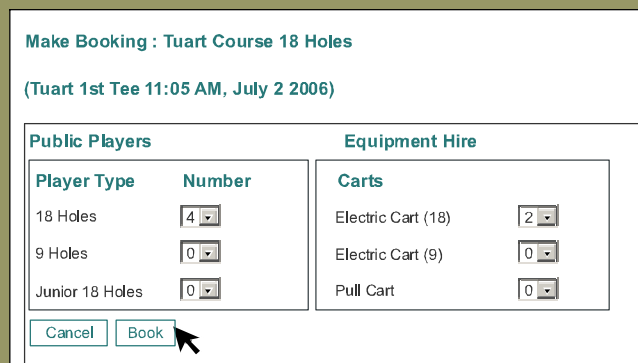 Make Booking : Tuart Course 18 Holes
(Tuart 1st Tee 11:05 AM, July 2 2006)
Public Players Equipment Hire
Player Type Number Carts
18 Holes 4 Electric Cart (18) 2
9 Holes 0 Electric Cart (9) 0
Junior 18 Holes 0 Pull Cart 0
Cancel Book